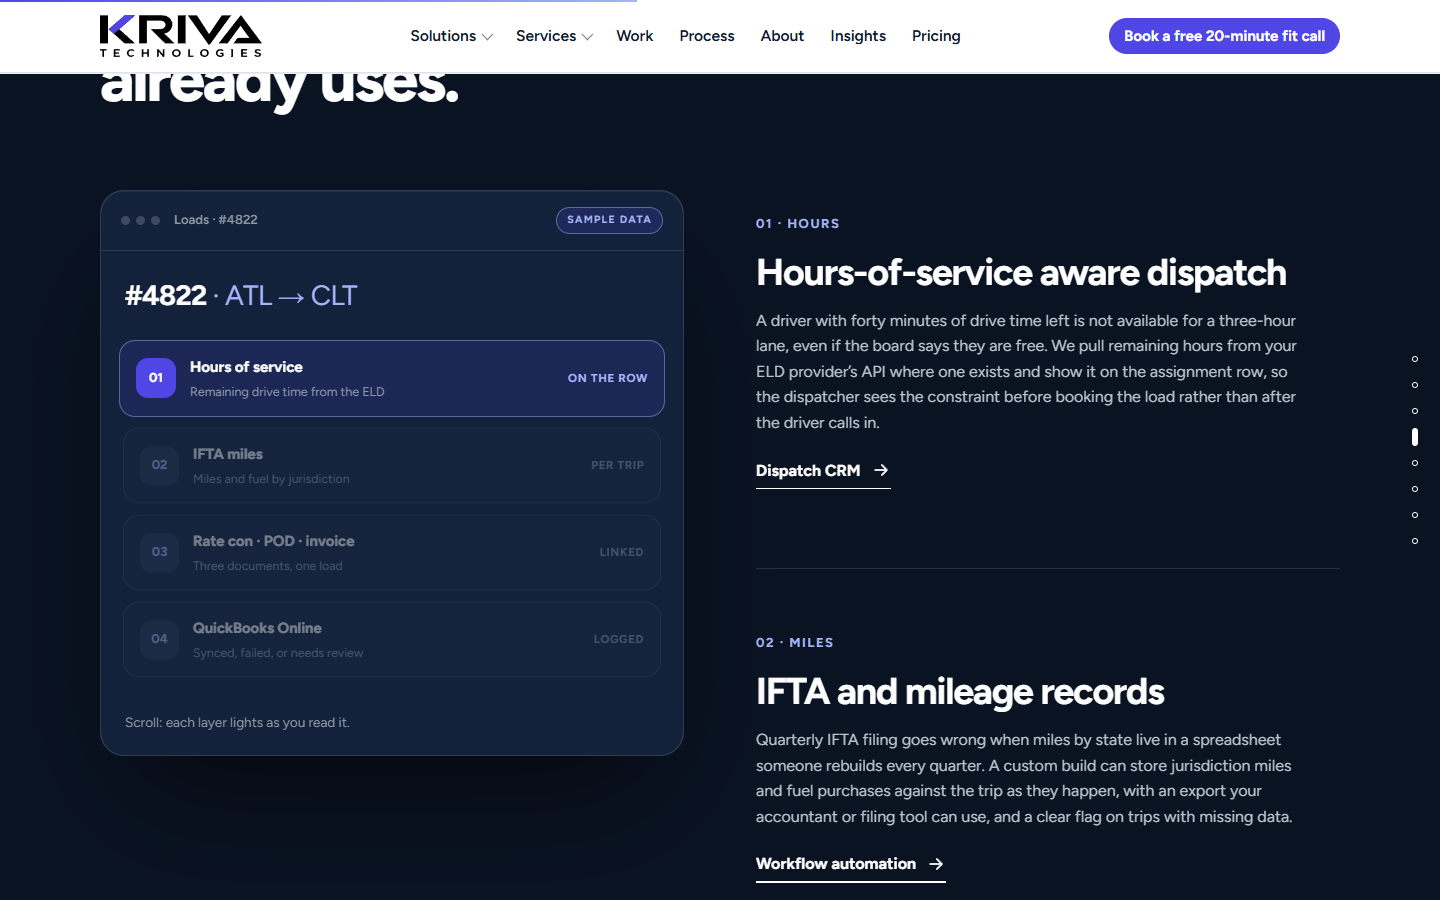 KRIVA
TECHNOLOGIES
Solutions
Services
Work
Process
About
Insights
Pricing
Book a free 20-minute fit call
already uses.
Loads · #4822
SAMPLE DATA
#4822 · ATL → CLT
01
Hours of service
Remaining drive time from the ELD
ON THE ROW
02
IFTA miles
Miles and fuel by jurisdiction
PER TRIP
03
Rate con · POD · invoice
Three documents, one load
LINKED
04
QuickBooks Online
Synced, failed, or needs review
LOGGED
Scroll: each layer lights as you read it.
01 · HOURS
Hours-of-service aware dispatch
A driver with forty minutes of drive time left is not available for a three-hour
lane, even if the board says they are free. We pull remaining hours from your
ELD provider’s API where one exists and show it on the assignment row, so
the dispatcher sees the constraint before booking the load rather than after
the driver calls in.
Dispatch CRM →
02 · MILES
IFTA and mileage records
Quarterly IFTA filing goes wrong when miles by state live in a spreadsheet
someone rebuilds every quarter. A custom build can store jurisdiction miles
and fuel purchases against the trip as they happen, with an export your
accountant or filing tool can use, and a clear flag on trips with missing data.
Workflow automation →